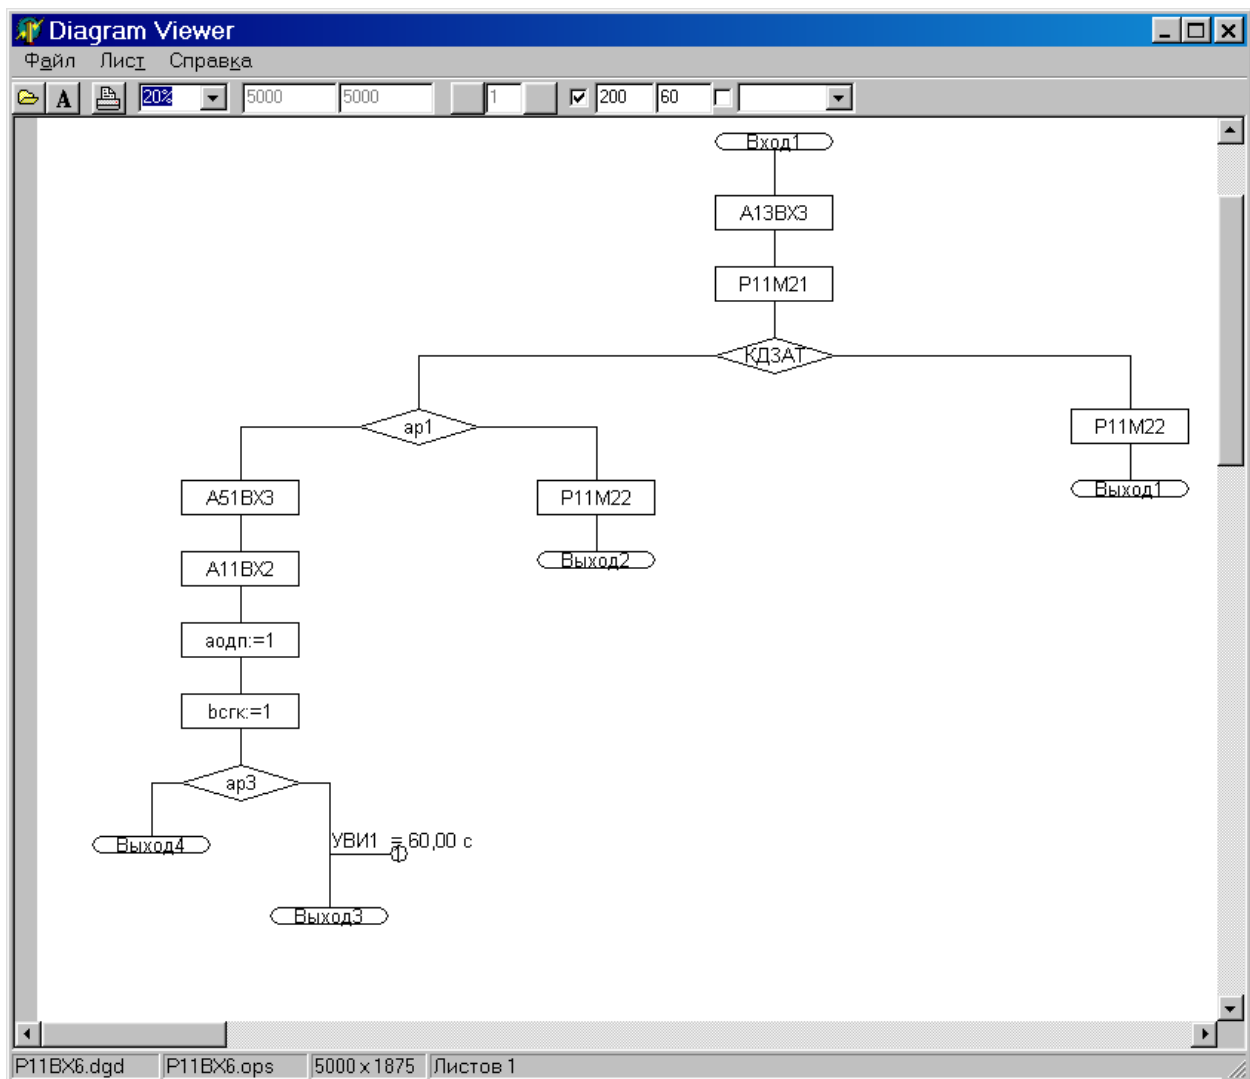 Diagram Viewer
Файл Лист Справка
A 20% 5000 5000 1 200 60
Вход1
А13ВХ3
Р11М21
КДЗАТ
ар1
Р11М22
А51ВХ3
Р11М22
Выход1
Выход2
А11ВХ2
аодп:=1
bсгк:=1
ар3
Выход4
УВИ1 = 60,00 с
1
Выход3
P11BX6.dgd P11BX6.ops 5000 x 1875 Листов 1